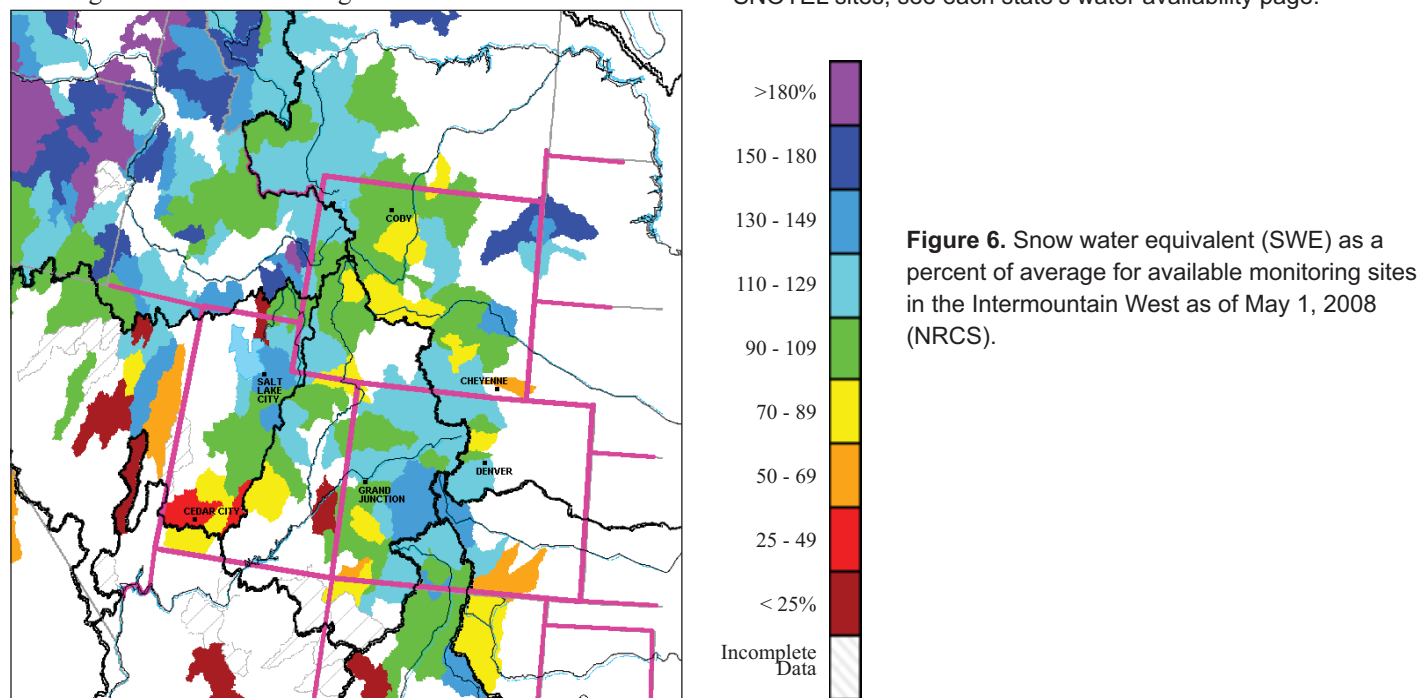 SNOTEL sites, see each state's water availability page.
CODY
SALT
LAKE
CITY
CHEYENNE
DENVER
GRAND
JUNCTION
CEDAR CITY
>180%
150 - 180
130 - 149
110 - 129
90 - 109
70 - 89
50 - 69
25 - 49
< 25%
Incomplete
Data
Figure 6. Snow water equivalent (SWE) as a
percent of average for available monitoring sites
in the Intermountain West as of May 1, 2008
(NRCS).